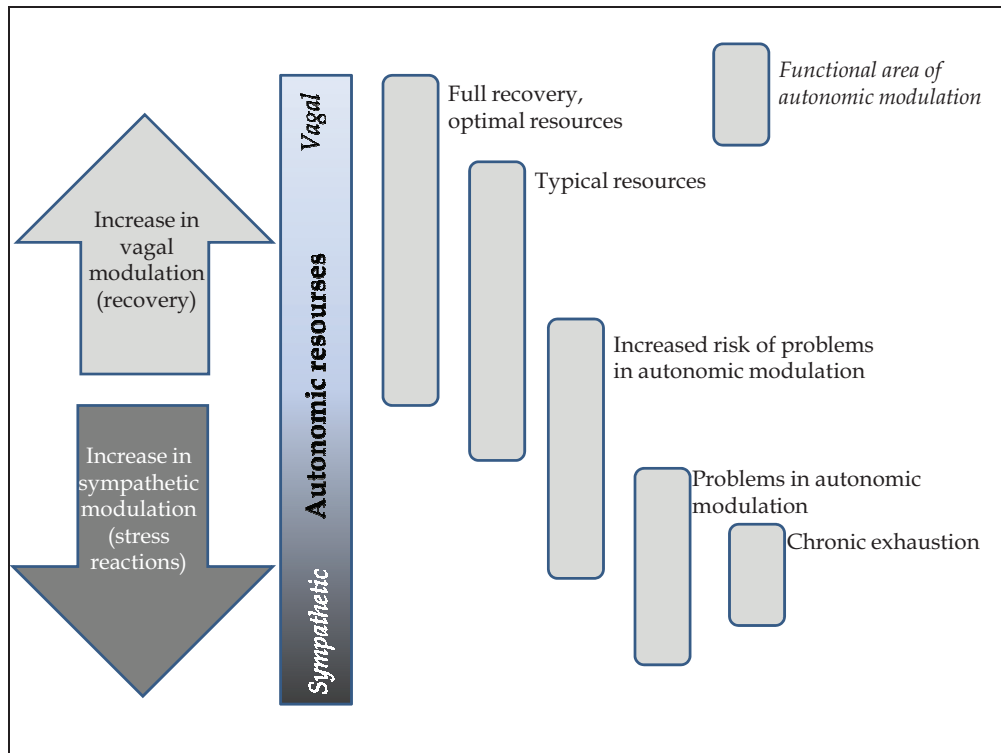 Increase in
vagal
modulation
(recovery)
Increase in
sympathetic
modulation
(stress
reactions)
Vagal
Autonomic resourses
Sympathetic
Full recovery,
optimal resources
Typical resources
Increased risk of problems
in autonomic modulation
Problems in autonomic
modulation
Chronic exhaustion
Functional area of
autonomic modulation